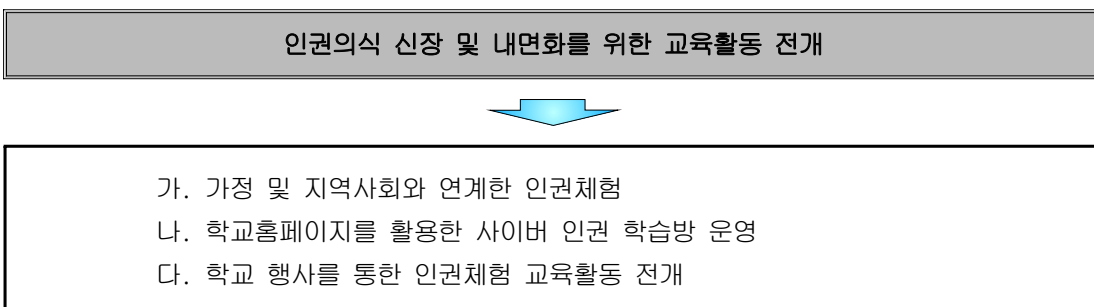 인권의식 신장 및 내면화를 위한 교육활동 전개
가. 가정 및 지역사회와 연계한 인권체험
나. 학교홈페이지를 활용한 사이버 인권 학습방 운영
다. 학교 행사를 통한 인권체험 교육활동 전개